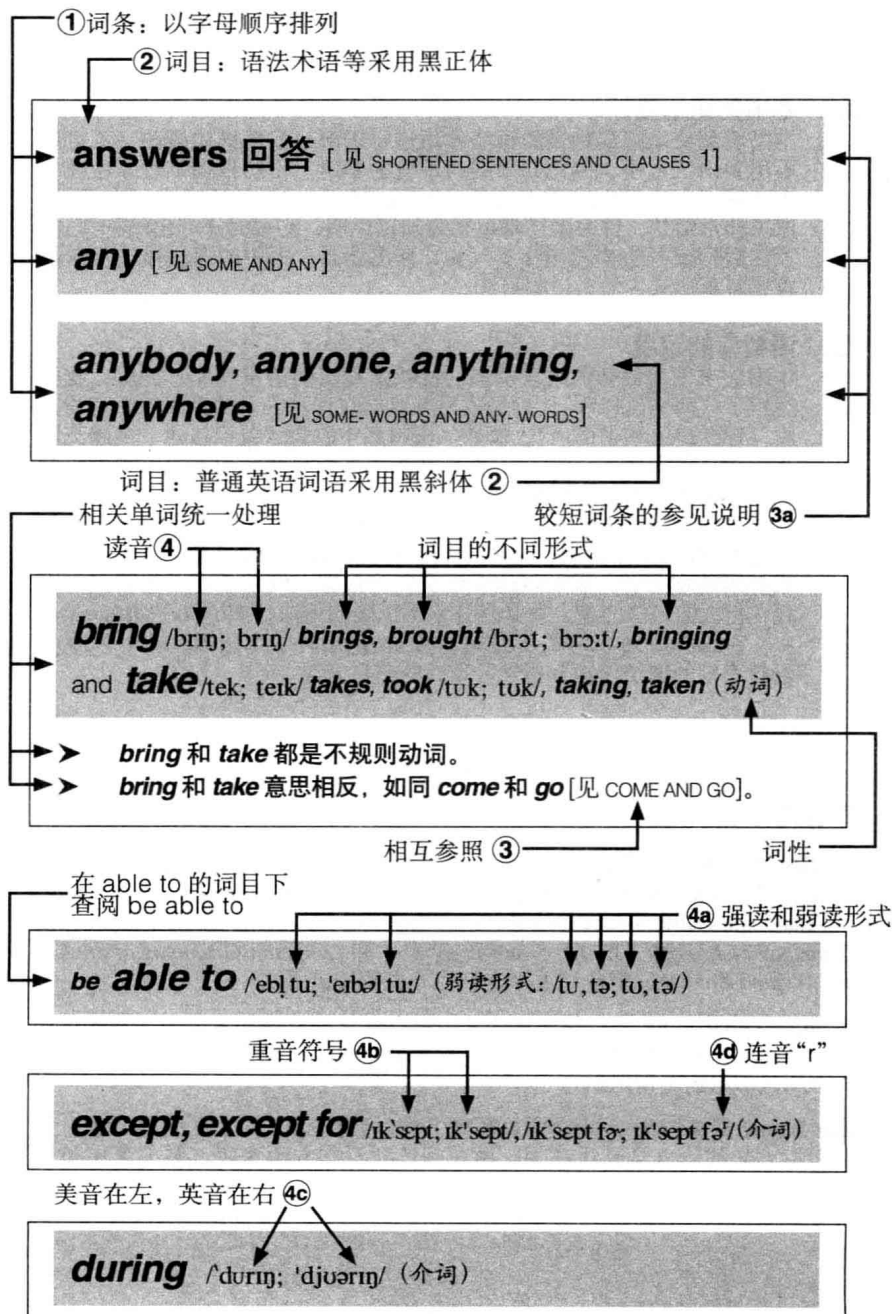 ①词条：以字母顺序排列
②词目：语法术语等采用黑正体
answers 回答 [ 见 SHORTENED SENTENCES AND CLAUSES 1]
any [ 见 SOME AND ANY]
anybody, anyone, anything,
anywhere [见 SOME- WORDS AND ANY- WORDS]
词目：普通英语词语采用黑斜体 ②
相关单词统一处理
较短词条的参见说明 3a
读音④
词目的不同形式
bring /brɪŋ; brɪŋ/ brings, brought /brɔt; brɔːt/, bringing
and take /tek; teɪk/ takes, took /tuk; tʊk/, taking, taken (动词)
➤ bring 和 take 都是不规则动词。
➤ bring 和 take 意思相反，如同 come 和 go [见 COME AND GO]。
相互参照 ③
词性
在 able to 的词目下
查阅 be able to
4a 强读和弱读形式
be able to /ˋebl̩ tu; ˈeɪbəl tuː/ (弱读形式: /tʊ, tə; tʊ, tə/)
重音符号 4b
4d 连音“r”
except, except for /ɪkˋsɛpt; ɪkˈsept/, /ɪkˋsɛpt fɚ; ɪkˈsept fəʳ/(介词)
美音在左，英音在右 4c
during /ˋdʊrɪŋ; ˈdjʊərɪŋ/ (介词)